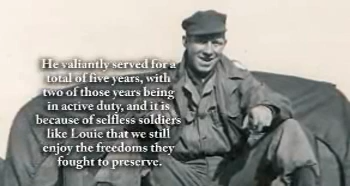 He valiantly served for a
total of five years, with
two of those years being
in active duty, and it is
because of selfless soldiers
like Louie that we still
enjoy the freedoms they
fought to preserve.